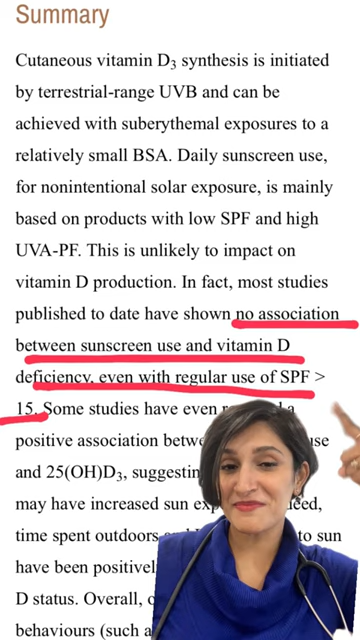 Summary
Cutaneous vitamin D3 synthesis is initiated
by terrestrial-range UVB and can be
achieved with suberythemal exposures to a
relatively small BSA. Daily sunscreen use,
for nonintentional solar exposure, is mainly
based on products with low SPF and high
UVA-PF. This is unlikely to impact on
vitamin D production. In fact, most studies
published to date have shown no association
between sunscreen use and vitamin D
deficiency, even with regular use of SPF >
15. Some studies have even a
positive association use
and 25(OH)D3,
may have increased sun
time spent outdoors to sun
have been
D status. Overall,
behaviours (such